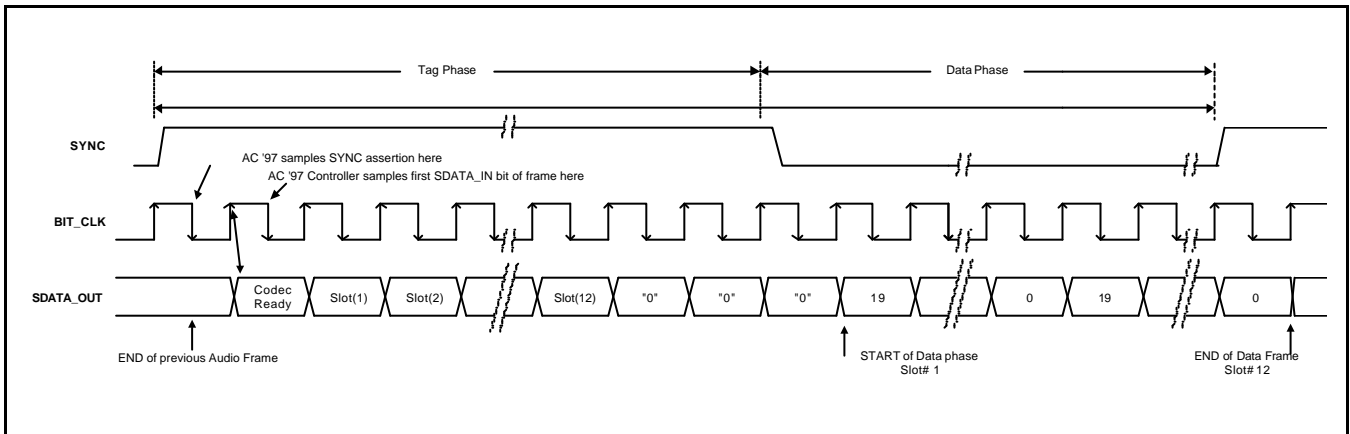 Tag Phase
Data Phase
SYNC
AC '97 samples SYNC assertion here
AC '97 Controller samples first SDATA_IN bit of frame here
BIT_CLK
SDATA_OUT
Codec
Ready
Slot(1)
Slot(2)
Slot(12)
"0"
"0"
"0"
19
0
19
0
END of previous Audio Frame
START of Data phase
Slot# 1
END of Data Frame
Slot# 12